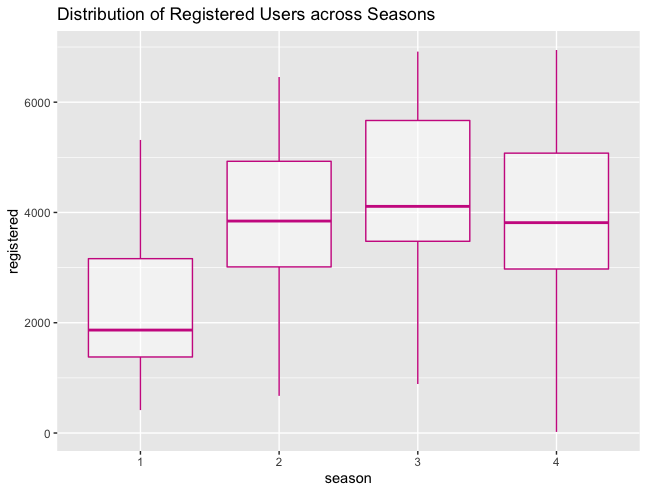 Distribution of Registered Users across Seasons
registered
6000
4000
2000
0
1 2 3 4
season